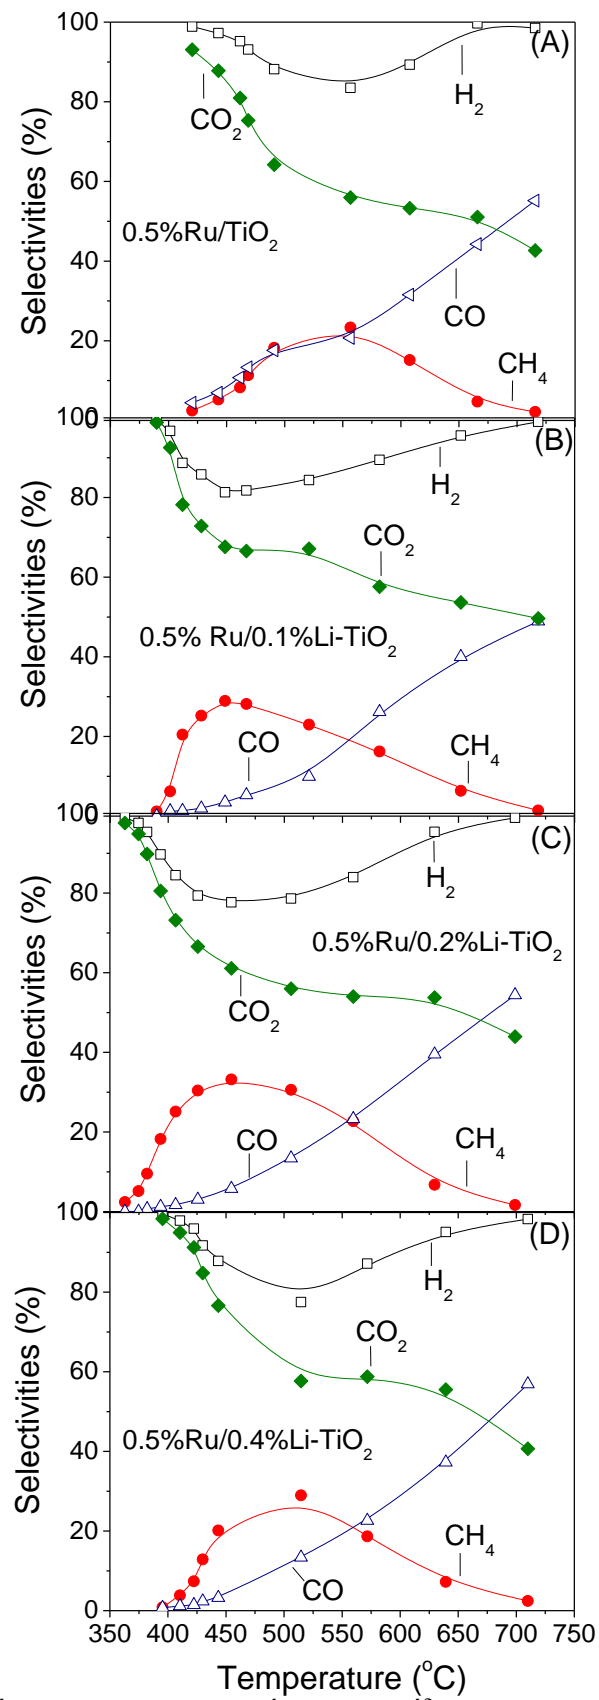 100
(A)
H2
CO2
80
Selectivities (%)
60
0.5%Ru/TiO2
40
CO
20
CH4
0
100
(B)
H2
80
CO2
Selectivities (%)
60
0.5% Ru/0.1%Li-TiO2
40
20
CO
CH4
0
100
(C)
H2
80
0.5%Ru/0.2%Li-TiO2
Selectivities (%)
60
CO2
40
20
CO
CH4
0
100
(D)
H2
80
CO2
Selectivities (%)
60
0.5%Ru/0.4%Li-TiO2
40
20
CH4
CO
0
350 400 450 500 550 600 650 700 750
Temperature (°C)